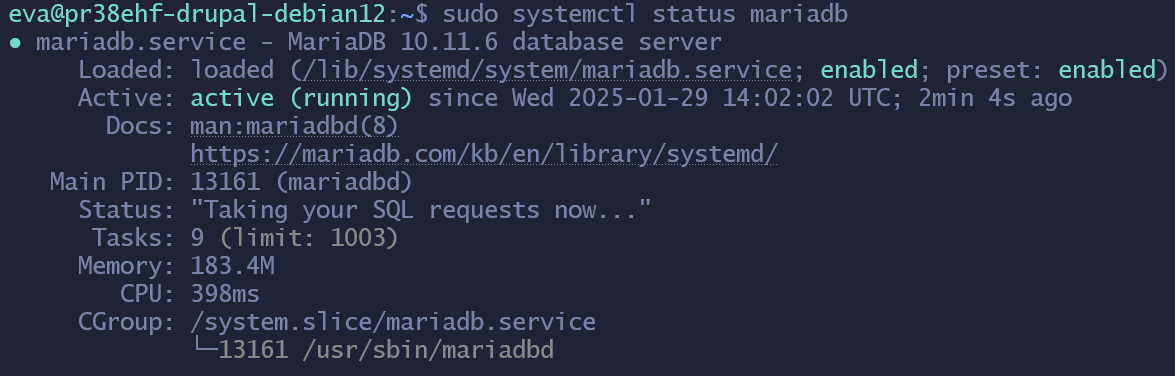 eva@pr38ehf-drupal-debian12:~$ sudo systemctl status mariadb
● mariadb.service - MariaDB 10.11.6 database server
     Loaded: loaded (/lib/systemd/system/mariadb.service; enabled; preset: enabled)
     Active: active (running) since Wed 2025-01-29 14:02:02 UTC; 2min 4s ago
       Docs: man:mariadbd(8)
             https://mariadb.com/kb/en/library/systemd/
   Main PID: 13161 (mariadbd)
     Status: "Taking your SQL requests now..."
      Tasks: 9 (limit: 1003)
     Memory: 183.4M
        CPU: 398ms
     CGroup: /system.slice/mariadb.service
             └─13161 /usr/sbin/mariadbd